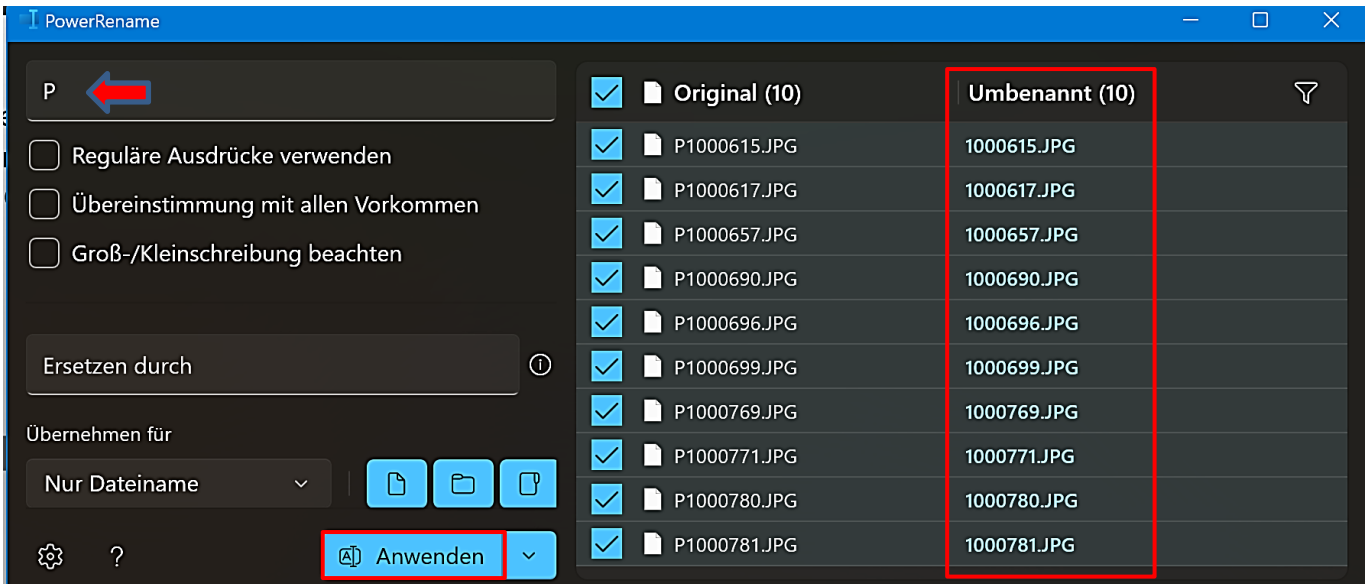 PowerRename
P
Reguläre Ausdrücke verwenden
Übereinstimmung mit allen Vorkommen
Groß-/Kleinschreibung beachten
Ersetzen durch
Übernehmen für
Nur Dateiname
? Anwenden
Original (10) Umbenannt (10)
P1000615.JPG 1000615.JPG
P1000617.JPG 1000617.JPG
P1000657.JPG 1000657.JPG
P1000690.JPG 1000690.JPG
P1000696.JPG 1000696.JPG
P1000699.JPG 1000699.JPG
P1000769.JPG 1000769.JPG
P1000771.JPG 1000771.JPG
P1000780.JPG 1000780.JPG
P1000781.JPG 1000781.JPG